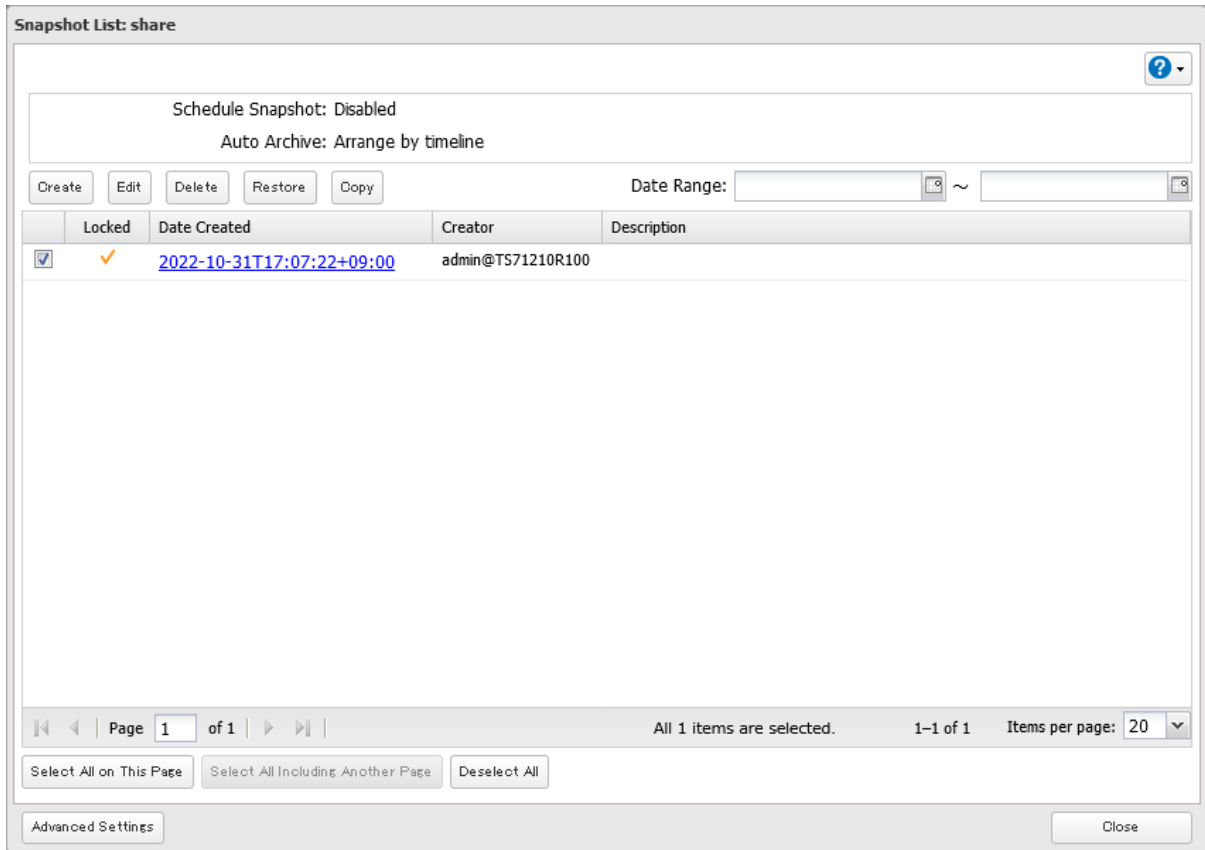 Snapshot List: share
?
Schedule Snapshot: Disabled
Auto Archive: Arrange by timeline
Create Edit Delete Restore Copy Date Range: ~
Locked Date Created Creator Description
2022-10-31T17:07:22+09:00 admin@TS71210R100
Page 1 of 1 All 1 items are selected. 1–1 of 1 Items per page: 20
Select All on This Page Select All Including Another Page Deselect All
Advanced Settings Close